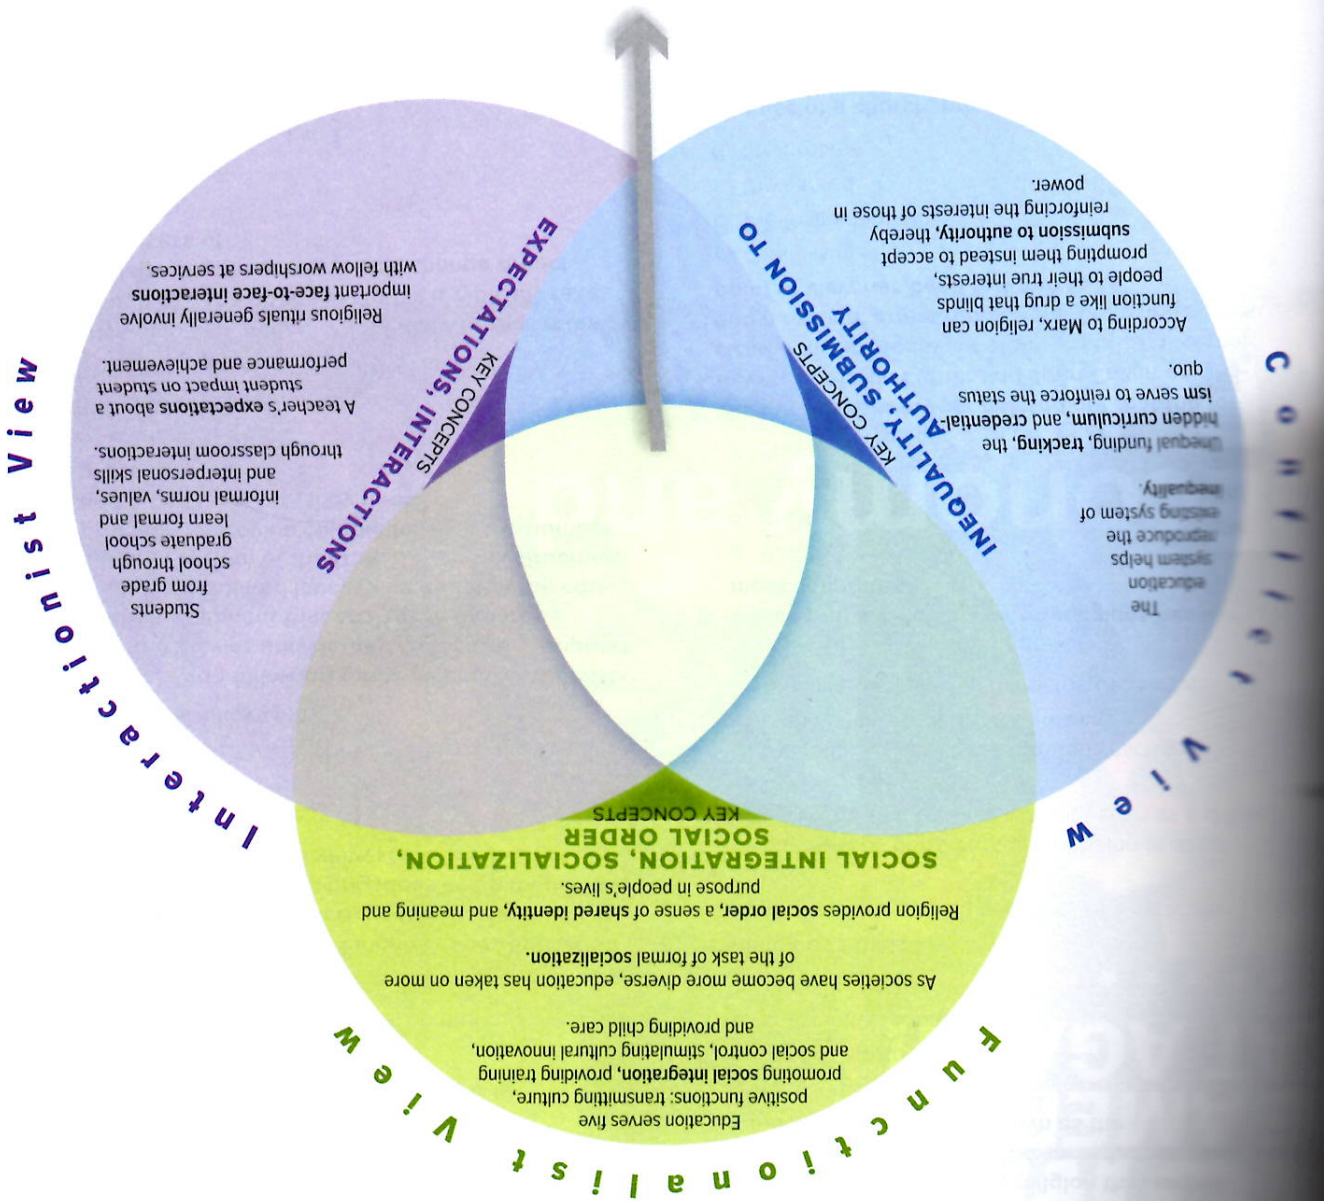 Functionalist View
Education serves five
positive functions: transmitting culture,
promoting social integration, providing training
and social control, stimulating cultural innovation,
and providing child care.
As societies have become more diverse, education has taken on more
of the task of formal socialization.
Religion provides social order, a sense of shared identity, and meaning and
purpose in people's lives.
SOCIAL INTEGRATION, SOCIALIZATION,
SOCIAL ORDER
KEY CONCEPTS
Conflict View
The
education
system helps
reproduce the
existing system of
inequality.
Unequal funding, tracking, the
hidden curriculum, and credential-
ism serve to reinforce the status
quo.
According to Marx, religion can
function like a drug that blinds
people to their true interests,
prompting them instead to accept
submission to authority, thereby
reinforcing the interests of those in
power.
KEY CONCEPTS
INEQUALITY, SUBMISSION TO
AUTHORITY
Interactionist View
Students
from grade
school through
graduate school
learn formal and
informal norms, values,
and interpersonal skills
through classroom interactions.
A teacher's expectations about a
student impact on student
performance and achievement.
Religious rituals generally involve
important face-to-face interactions
with fellow worshipers at services.
KEY CONCEPTS
EXPECTATIONS, INTERACTIONS